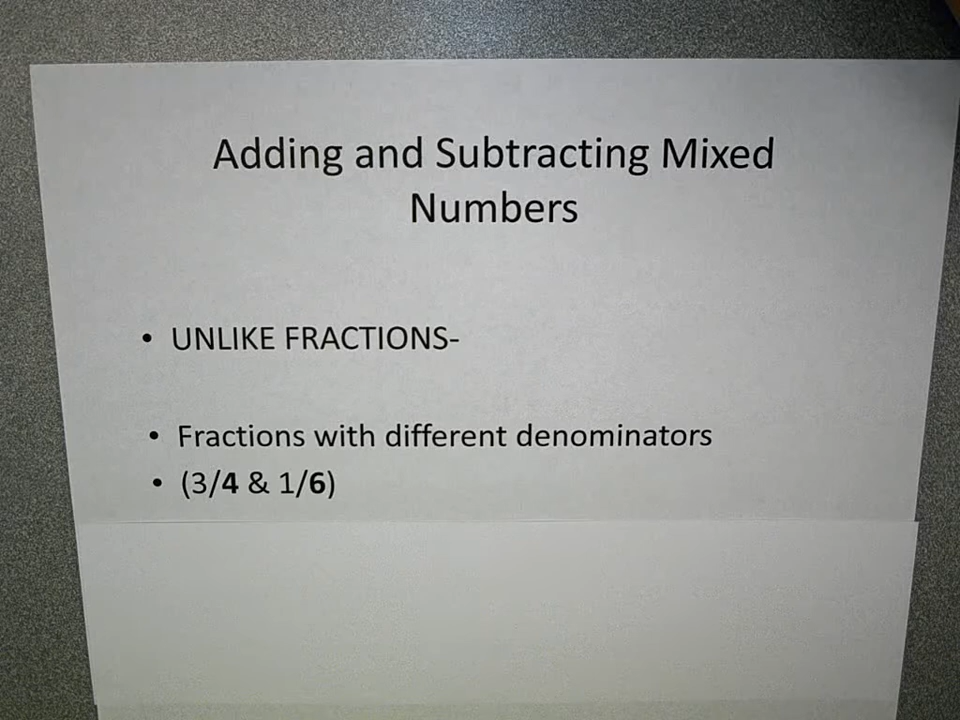 Adding and Subtracting Mixed
Numbers
• UNLIKE FRACTIONS-
• Fractions with different denominators
• (3/4 & 1/6)